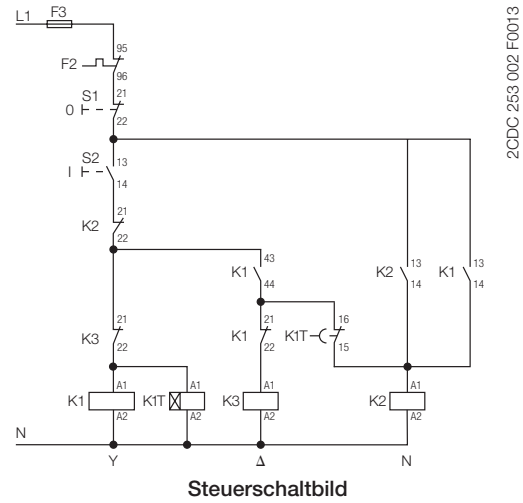 L1 F3
2CDC 253 002 F0013
95
F2
96
S1 21
0
22
S2 13 13 13
I
14 K2 K1
14 14
K2 21
22
43
K1
44
21 21 16
K3 K1 K1T
22 22 15
A1 A1 A1 A1
K1 K1T K3 K2
A2 A2 A2 A2
N
Y Δ N
Steuerschaltbild